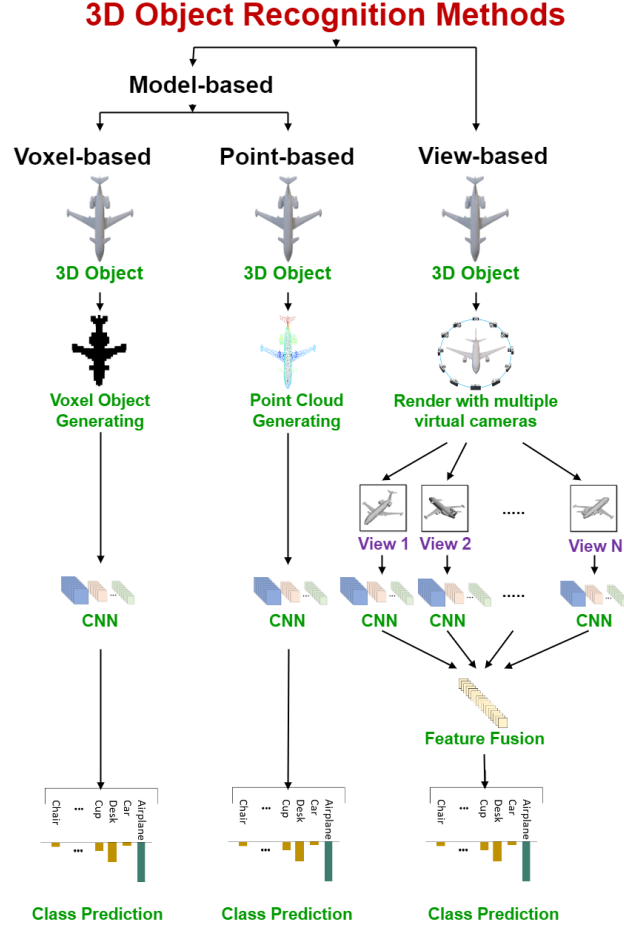 3D Object Recognition Methods
Model-based
Voxel-based
Point-based
View-based
3D Object
3D Object
3D Object
Voxel Object
Generating
Point Cloud
Generating
Render with multiple
virtual cameras
.....
View 1
View 2
View N
...
...
...
...
.....
...
CNN
CNN
CNN
CNN
CNN
Feature Fusion
Chair
...
Cup
Desk
Car
Airplane
...
Chair
...
Cup
Desk
Car
Airplane
...
Chair
...
Cup
Desk
Car
Airplane
...
Class Prediction
Class Prediction
Class Prediction